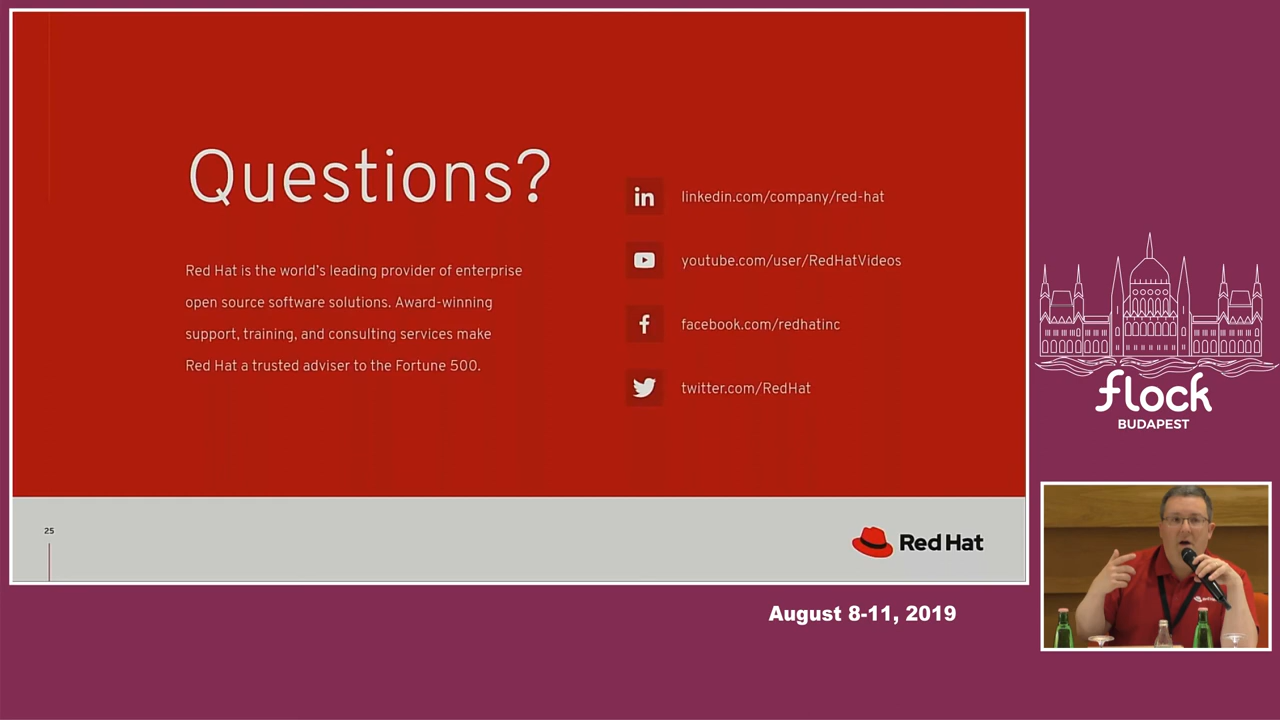 Questions?
Red Hat is the world's leading provider of enterprise
open source software solutions. Award-winning
support, training, and consulting services make
Red Hat a trusted adviser to the Fortune 500.
in
linkedin.com/company/red-hat
youtube.com/user/RedHatVideos
f
facebook.com/redhatinc
twitter.com/RedHat
25
Red Hat
flock
BUDAPEST
August 8-11, 2019